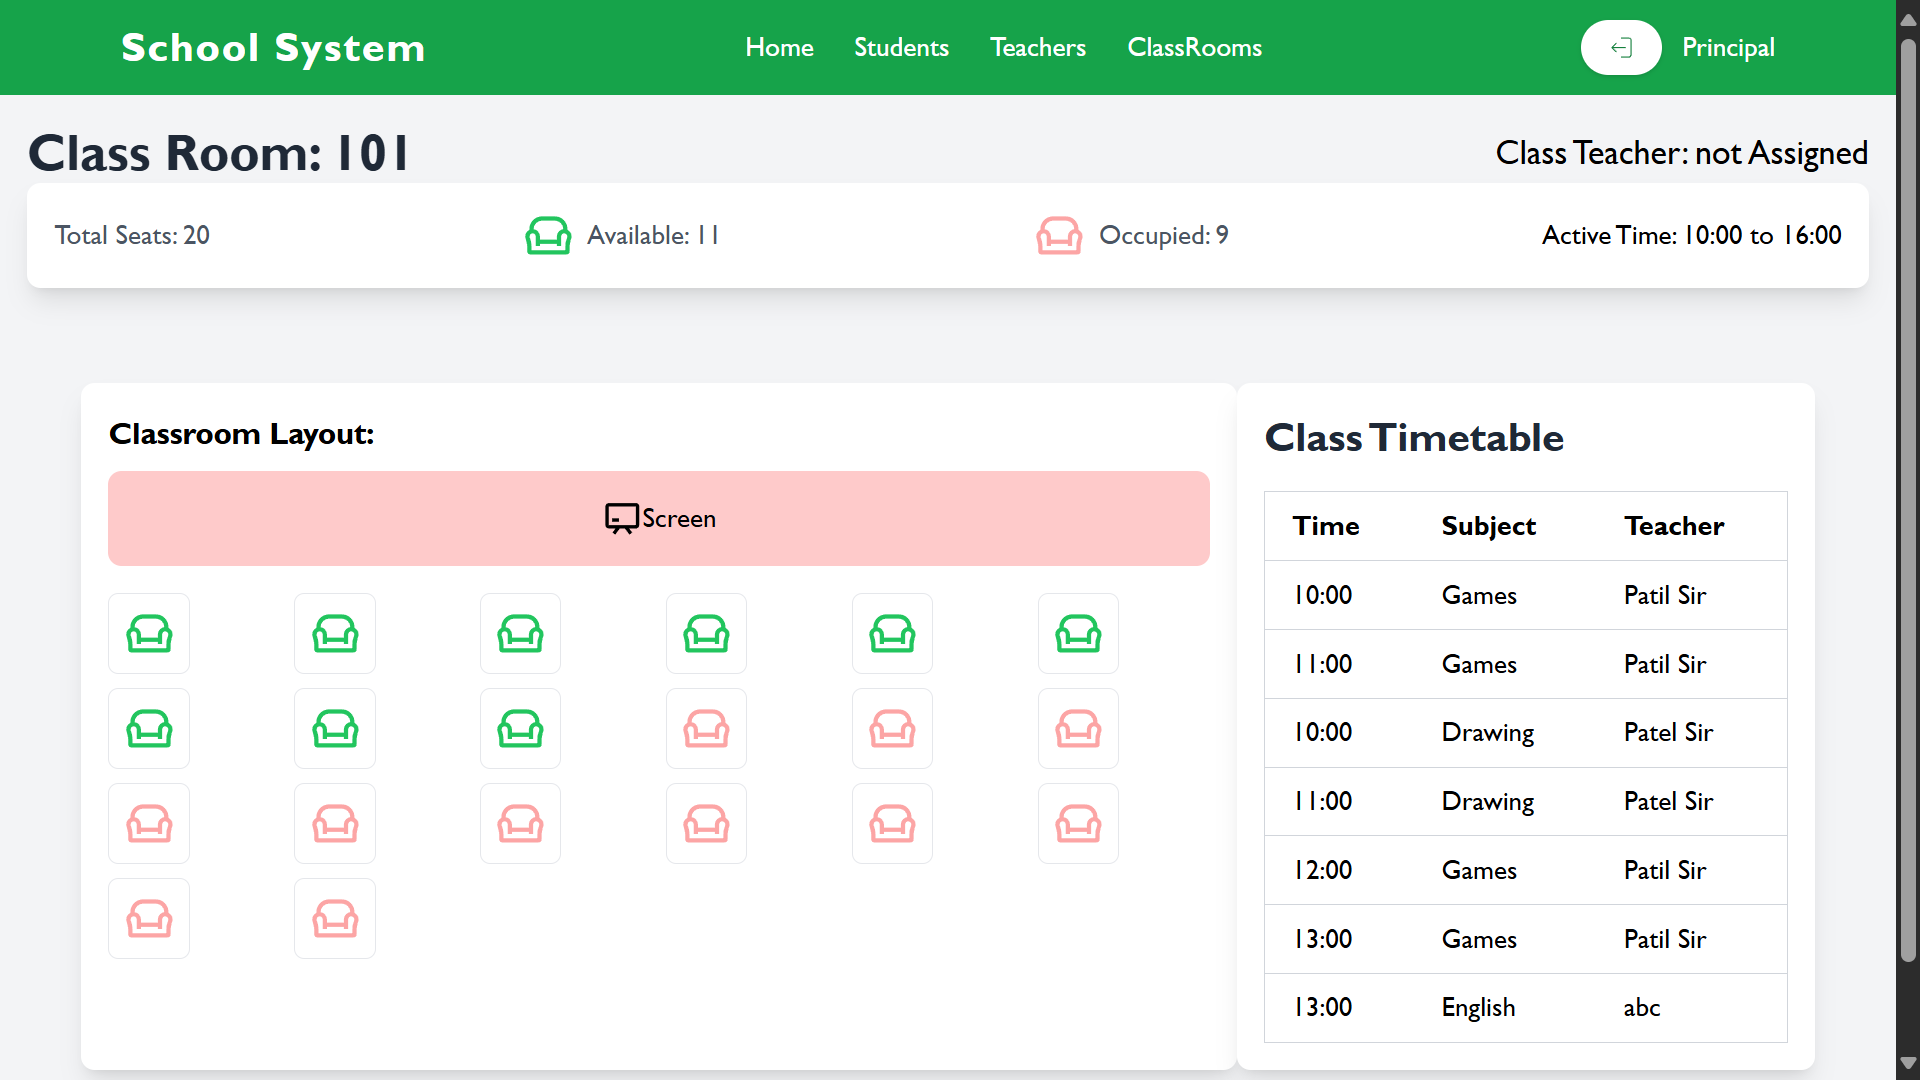 School System
Home Students Teachers ClassRooms
Principal
Class Room: 101
Class Teacher: not Assigned
Total Seats: 20
Available: 11
Occupied: 9
Active Time: 10:00 to 16:00
Classroom Layout:
Screen
Class Timetable
Time Subject Teacher
10:00 Games Patil Sir
11:00 Games Patil Sir
10:00 Drawing Patel Sir
11:00 Drawing Patel Sir
12:00 Games Patil Sir
13:00 Games Patil Sir
13:00 English abc